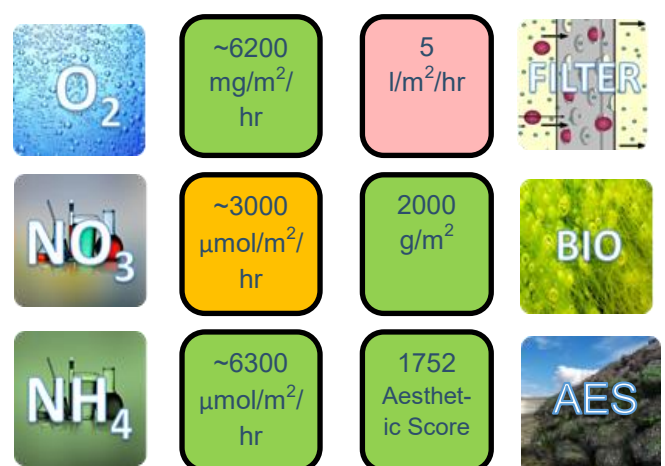 O2
~6200
mg/m2/
hr
5
l/m2/hr
FILTER
NO3
~3000
µmol/m2/
hr
2000
g/m2
BIO
NH4
~6300
µmol/m2/
hr
1752
Aesthet-
ic Score
AES